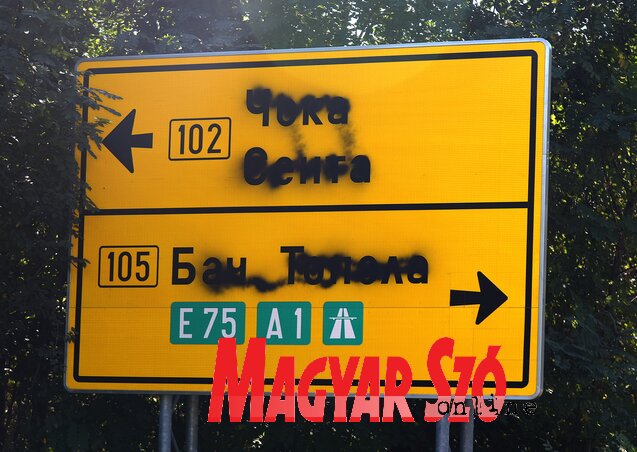 102
Чока
Сента
105 Бач. Топола
E 75 A 1
MAGYAR SZÓ
online